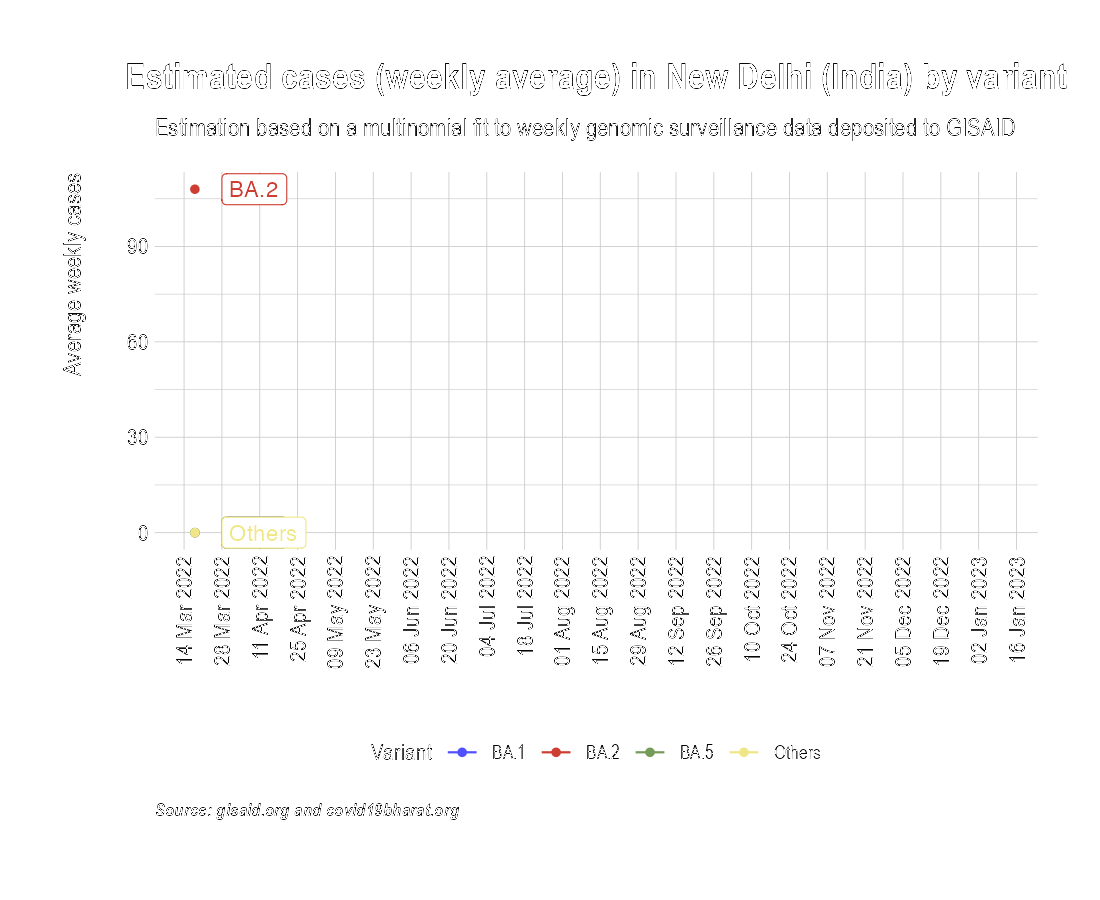 Estimated cases (weekly average) in New Delhi (India) by variant
Estimation based on a multinomial fit to weekly genomic surveillance data deposited to GISAID
Average weekly cases
BA.2
90
60
30
0
Others
14 Mar 2022
28 Mar 2022
11 Apr 2022
25 Apr 2022
09 May 2022
23 May 2022
06 Jun 2022
20 Jun 2022
04 Jul 2022
18 Jul 2022
01 Aug 2022
15 Aug 2022
29 Aug 2022
12 Sep 2022
26 Sep 2022
10 Oct 2022
24 Oct 2022
07 Nov 2022
21 Nov 2022
05 Dec 2022
19 Dec 2022
02 Jan 2023
16 Jan 2023
Variant BA.1 BA.2 BA.5 Others
Source: gisaid.org and covid19bharat.org